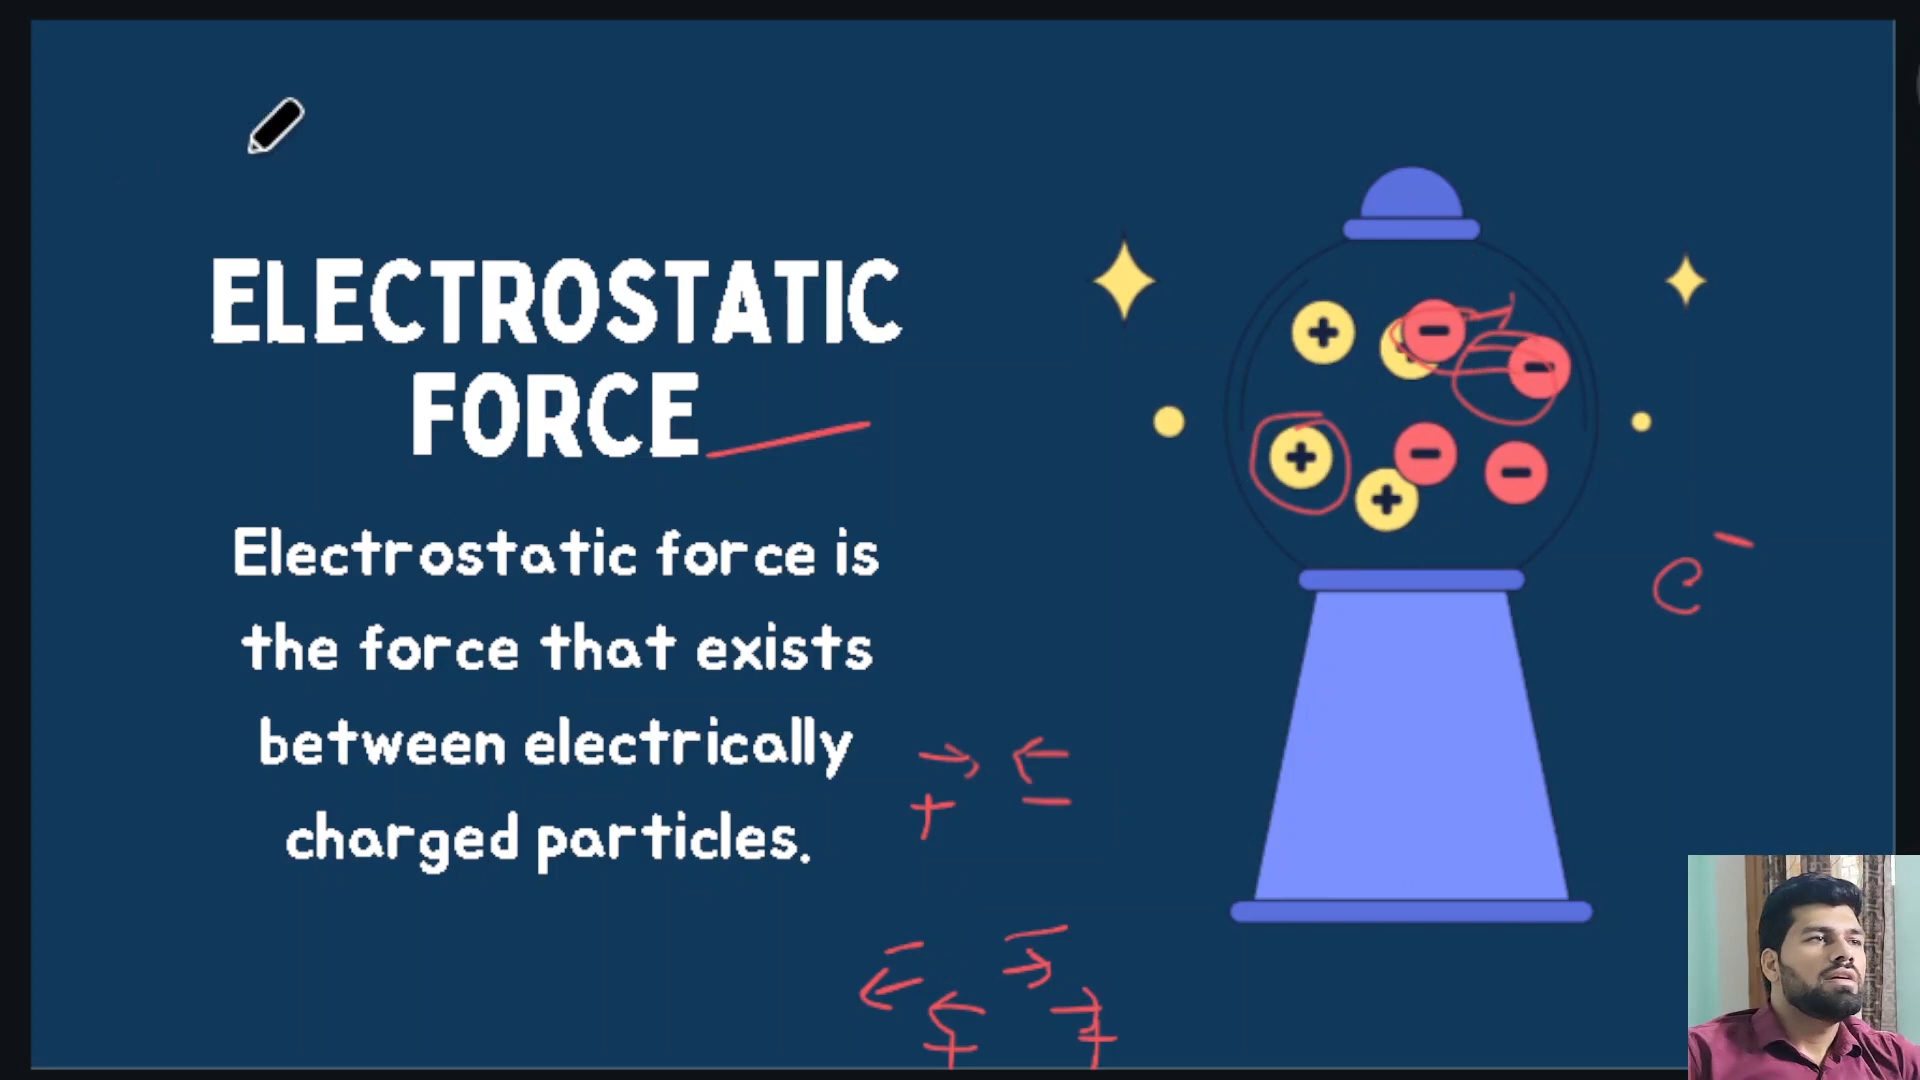 ELECTROSTATIC
FORCE
Electrostatic force is
the force that exists
between electrically
charged particles.
+ + - -
+ + - -
e⁻
→ ←
+ -
- -
← →
← →
+ +